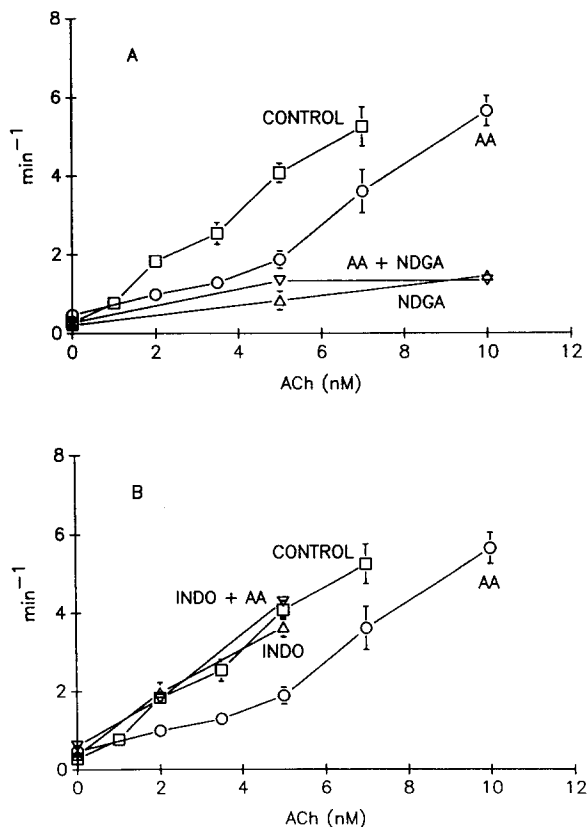 A
8
6
4
2
0
min⁻¹
CONTROL
AA
AA + NDGA
NDGA
0 2 4 6 8 10 12
ACh (nM)
B
8
6
4
2
0
min⁻¹
CONTROL
INDO + AA
AA
INDO
0 2 4 6 8 10 12
ACh (nM)